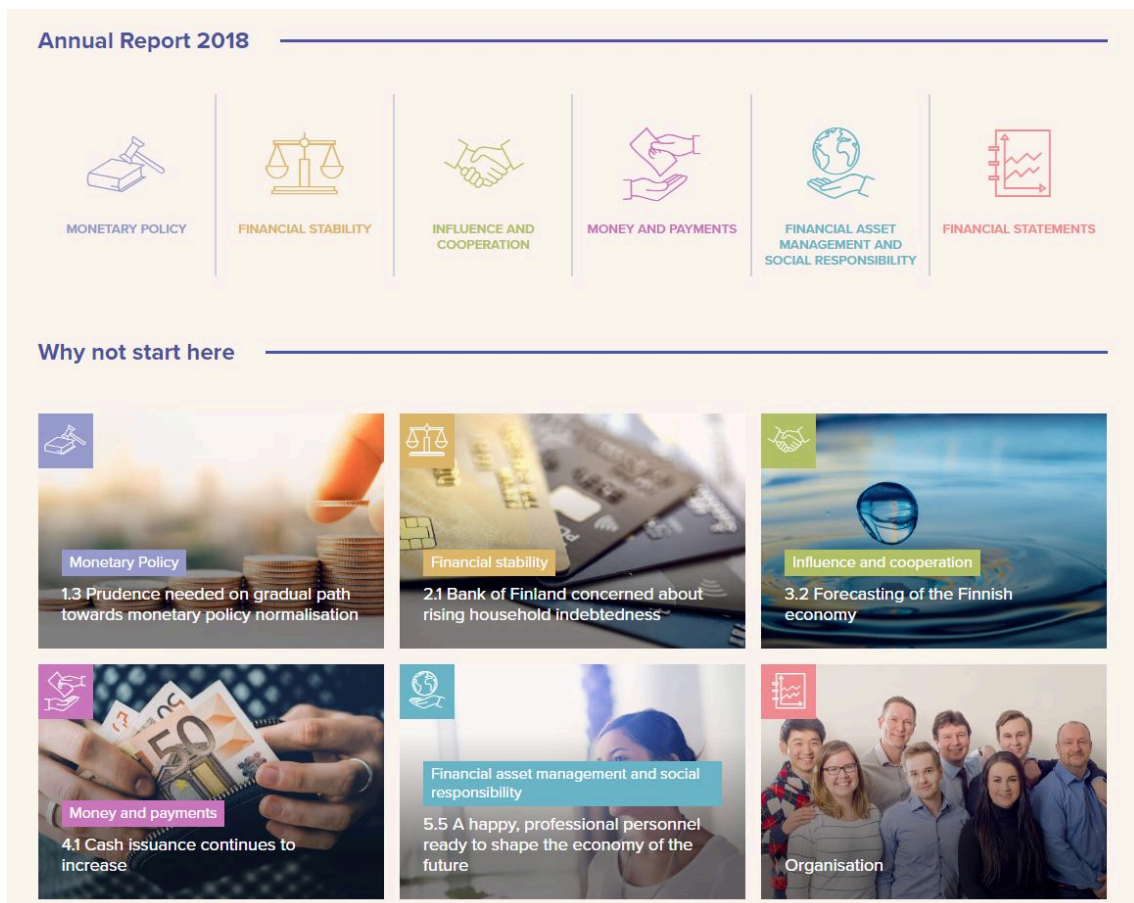 Annual Report 2018
MONETARY POLICY
FINANCIAL STABILITY
INFLUENCE AND
COOPERATION
MONEY AND PAYMENTS
FINANCIAL ASSET
MANAGEMENT AND
SOCIAL RESPONSIBILITY
FINANCIAL STATEMENTS
Why not start here
Monetary Policy
1.3 Prudence needed on gradual path
towards monetary policy normalisation
Financial stability
2.1 Bank of Finland concerned about
rising household indebtedness
Influence and cooperation
3.2 Forecasting of the Finnish
economy
50
Money and payments
4.1 Cash issuance continues to
increase
Financial asset management and social
responsibility
5.5 A happy, professional personnel
ready to shape the economy of the
future
Organisation